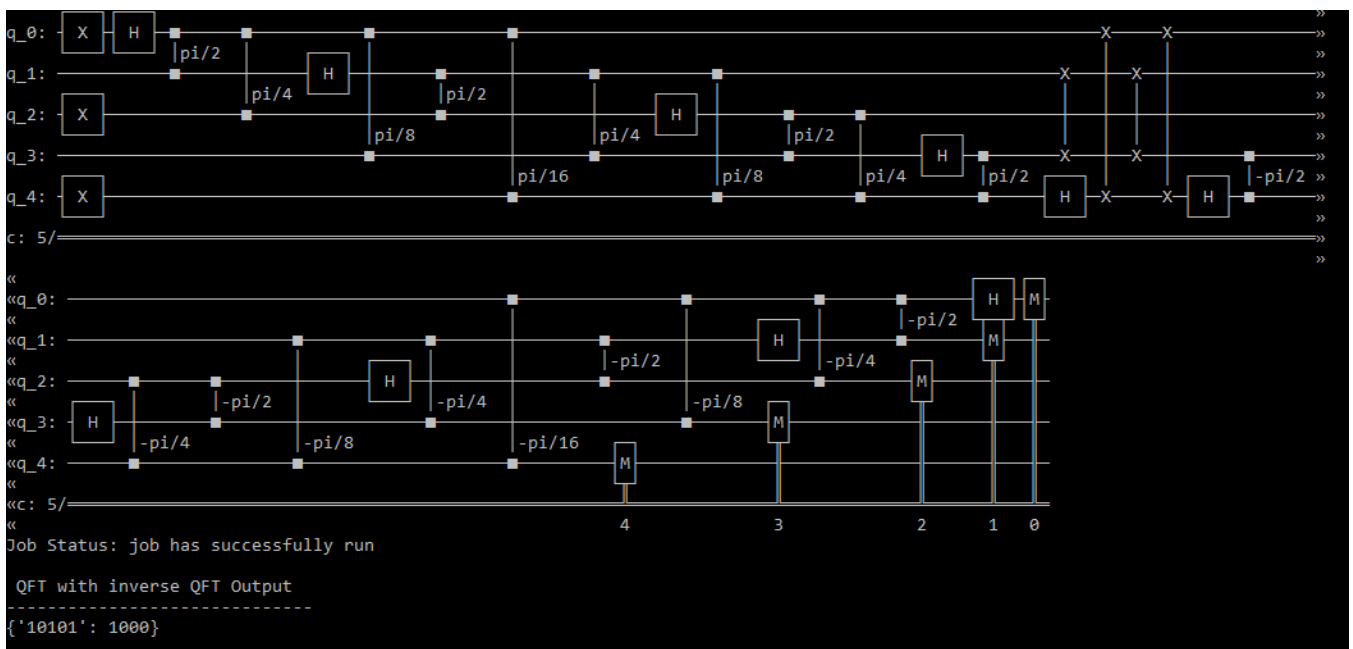 »
q_0: X H X X »
pi/2 »
q_1: H X X »
pi/4 pi/2 »
q_2: X H »
pi/8 pi/4 pi/2 »
q_3: H X X »
pi/16 pi/8 pi/4 pi/2 -pi/2 »
q_4: X H X X H »
»
c: 5/ »
»
«
«q_0: H M
« -pi/2
«q_1: H M
« -pi/2 -pi/4
«q_2: H M
« -pi/2 -pi/4 -pi/8
«q_3: H M
« -pi/4 -pi/8 -pi/16
«q_4: M
«
«c: 5/
« 4 3 2 1 0
Job Status: job has successfully run
QFT with inverse QFT Output
------------------------------
{'10101': 1000}